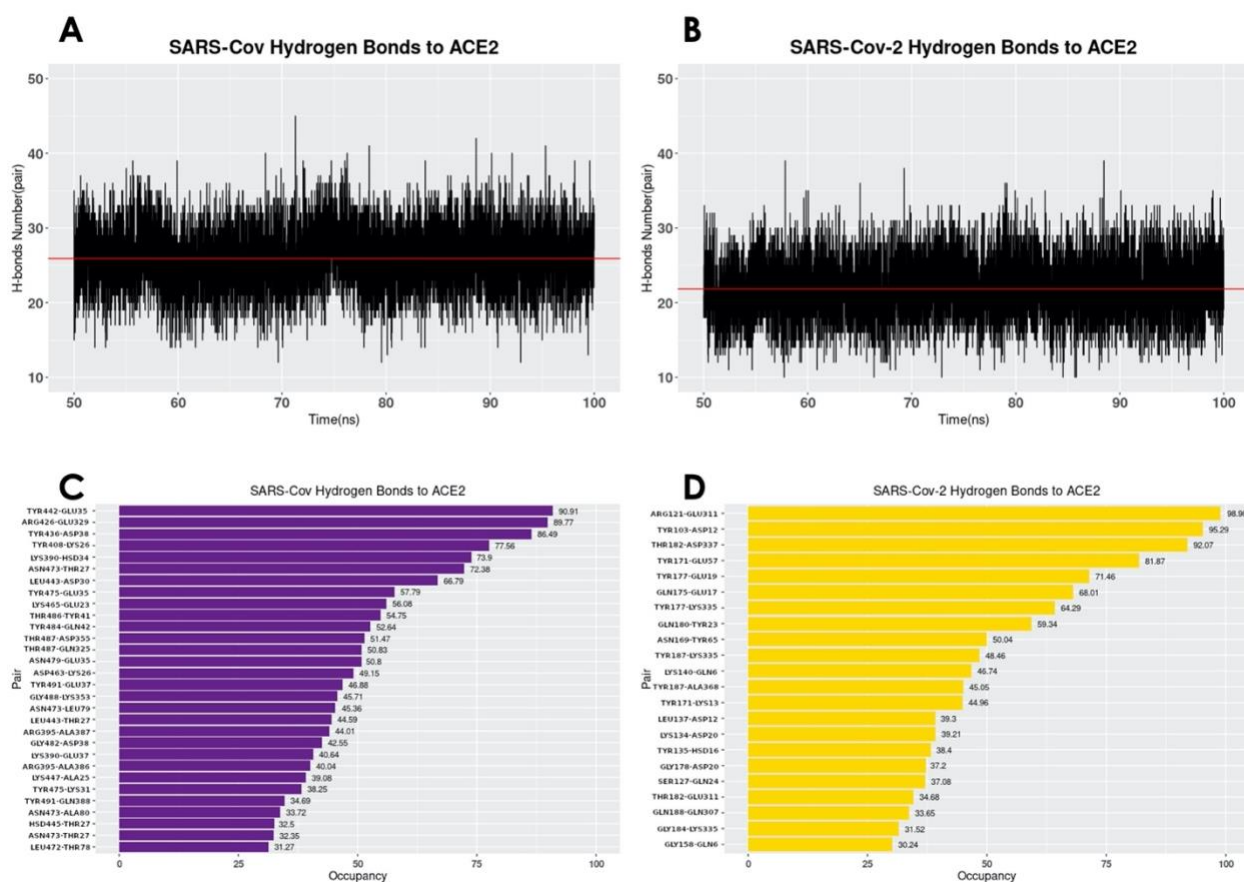 A
SARS-Cov Hydrogen Bonds to ACE2
H-bonds Number(pair)
50
40
30
20
10
50
60
70
80
90
100
Time(ns)
B
SARS-Cov-2 Hydrogen Bonds to ACE2
H-bonds Number(pair)
50
40
30
20
10
50
60
70
80
90
100
Time(ns)
C
SARS-Cov Hydrogen Bonds to ACE2
Pair
TYR442-GLU35 90.91
ARG426-GLU329 89.77
TYR436-ASP38 86.49
TYR408-LYS26 77.56
LYS390-HSD34 73.9
ASN473-THR27 72.38
LEU443-ASP30 66.79
TYR475-GLU35 57.79
LYS465-GLU23 56.08
THR486-TYR41 54.75
TYR484-GLN42 52.64
THR487-ASP355 51.47
THR487-GLN325 50.83
ASN479-GLU35 50.8
ASP463-LYS26 49.15
TYR491-GLU37 46.88
GLY488-LYS353 45.71
ASN473-LEU79 45.36
LEU443-THR27 44.59
ARG395-ALA387 44.01
GLY482-ASP38 42.55
LYS390-GLU37 40.64
ARG395-ALA386 40.04
LYS447-ALA25 39.08
TYR475-LYS31 38.25
TYR491-GLN388 34.69
ASN473-ALA80 33.72
HSD445-THR27 32.5
ASN473-THR27 32.35
LEU472-THR78 31.27
0
25
50
75
100
Occupancy
D
SARS-Cov-2 Hydrogen Bonds to ACE2
Pair
ARG121-GLU311
TYR103-ASP12 95.29
THR182-ASP337 92.07
TYR171-GLU57 81.87
TYR177-GLU19 71.46
GLN175-GLU17 68.01
TYR177-LYS335 64.29
GLN180-TYR23 59.34
ASN169-TYR65 50.04
TYR187-LYS335 48.46
LYS140-GLN6 46.74
TYR187-ALA368 45.05
TYR171-LYS13 44.96
LEU137-ASP12 39.3
LYS134-ASP20 39.21
TYR135-HSD16 38.4
GLY178-ASP20 37.2
SER127-GLN24 37.08
THR182-GLU311 34.68
GLN188-GLN307 33.65
GLY184-LYS335 31.52
GLY158-GLN6 30.24
0
25
50
75
100
Occupancy